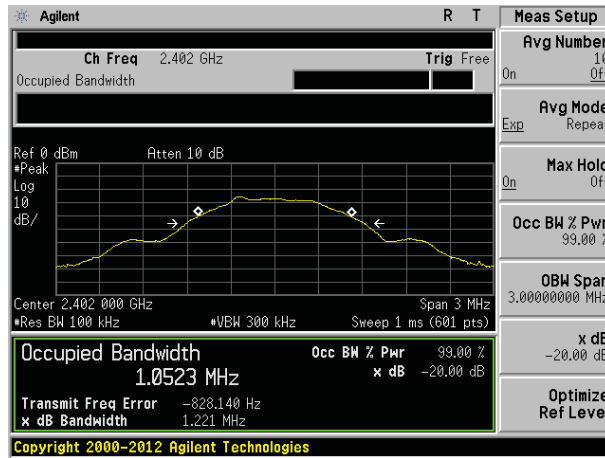 Agilent R T
Meas Setup
Ch Freq 2.402 GHz Trig Free
Occupied Bandwidth
Avg Number
10
On Off
Avg Mode
Exp Repeat
Max Hold
On Off
Occ BW % Pwr
99.00 %
OBW Span
3.00000000 MHz
x dB
-20.00 dB
Optimize
Ref Level
Ref 0 dBm Atten 10 dB
#Peak
Log
10
dB/
Center 2.402 000 GHz Span 3 MHz
#Res BW 100 kHz #VBW 300 kHz Sweep 1 ms (601 pts)
Occupied Bandwidth Occ BW % Pwr 99.00 %
1.0523 MHz x dB -20.00 dB
Transmit Freq Error -828.140 Hz
x dB Bandwidth 1.221 MHz
Copyright 2000-2012 Agilent Technologies